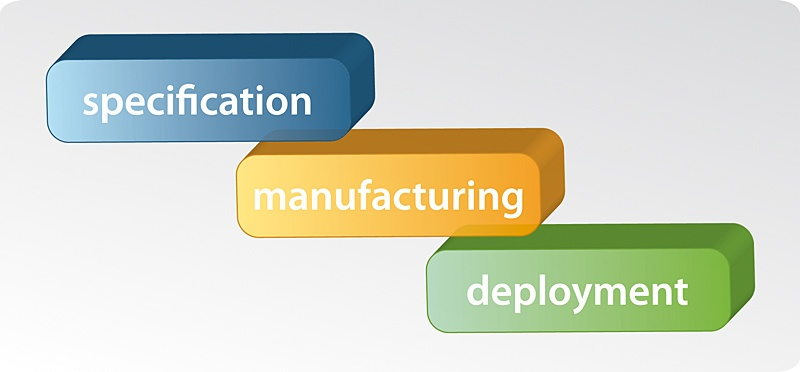 specification
manufacturing
deployment